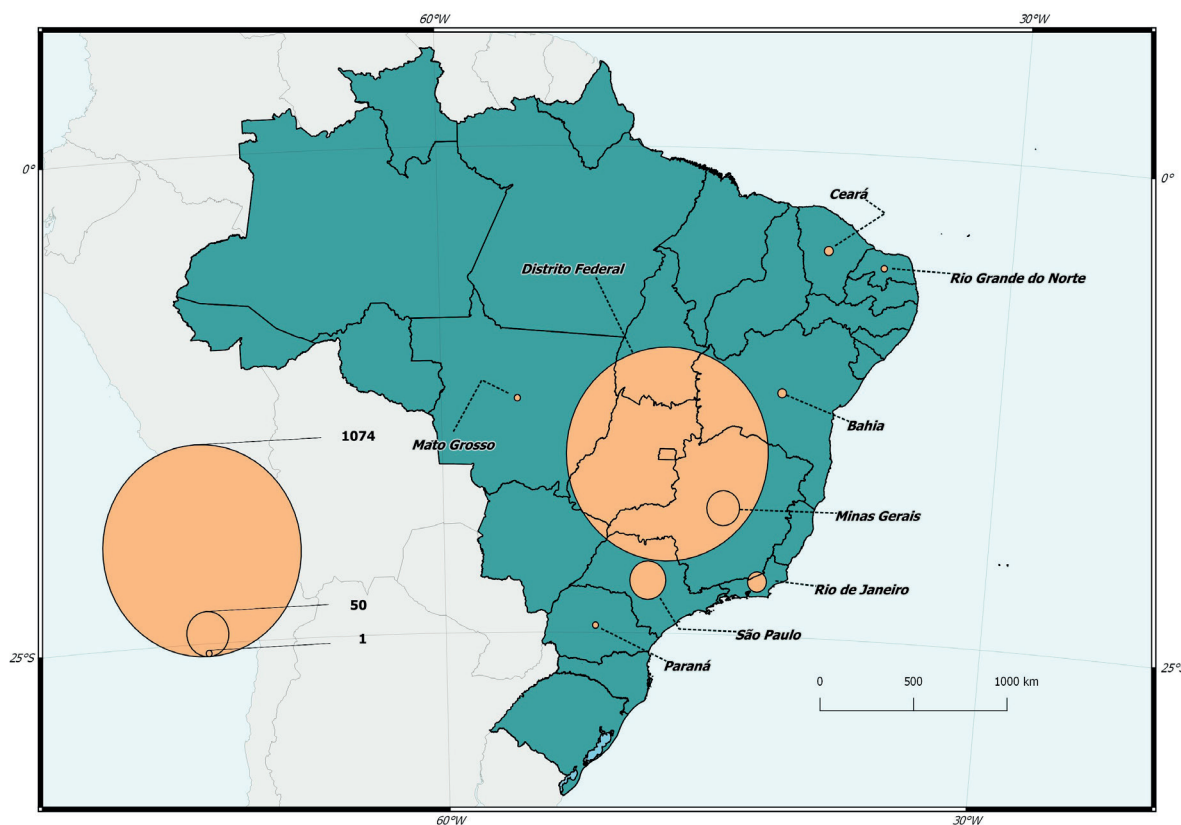 60°W
30°W
0°
0°
Ceará
Distrito Federal
Rio Grande do Norte
Mato Grosso
Bahia
1074
Minas Gerais
Rio de Janeiro
50
São Paulo
1
Paraná
25°S
25°S
0 500 1000 km
60°W
30°W